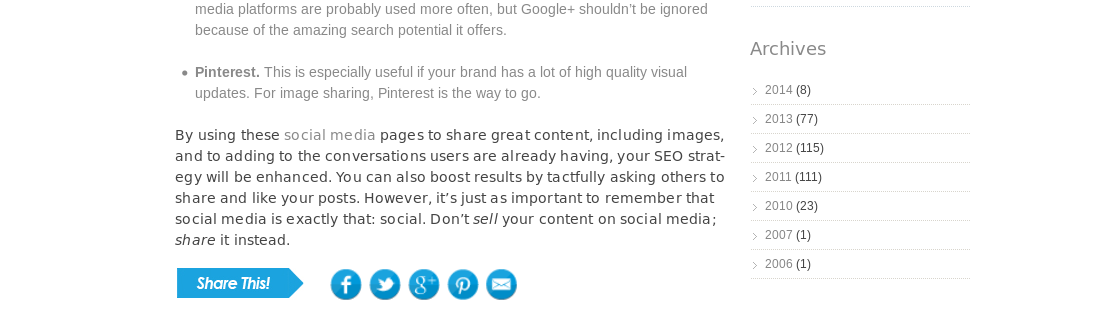 media platforms are probably used more often, but Google+ shouldn't be ignored
because of the amazing search potential it offers.
• Pinterest. This is especially useful if your brand has a lot of high quality visual
updates. For image sharing, Pinterest is the way to go.
By using these social media pages to share great content, including images,
and to adding to the conversations users are already having, your SEO strat-
egy will be enhanced. You can also boost results by tactfully asking others to
share and like your posts. However, it's just as important to remember that
social media is exactly that: social. Don't sell your content on social media;
share it instead.
Share This!
Archives
2014 (8)
2013 (77)
2012 (115)
2011 (111)
2010 (23)
2007 (1)
2006 (1)